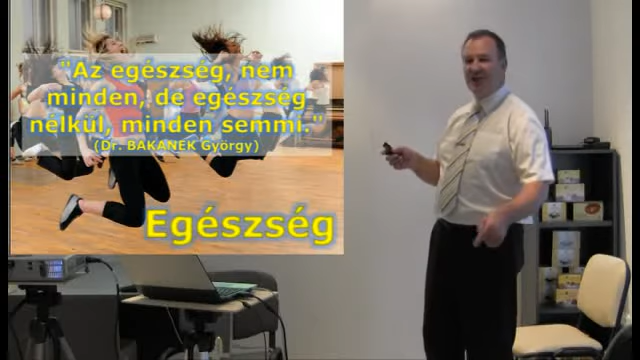 "Az egészség, nem
minden, de egészség
nélkül, minden semmi."
(Dr. BAKANEK György)
Egészség